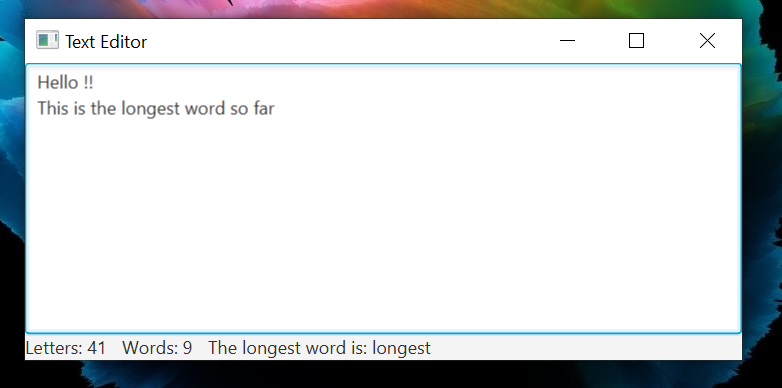 Text Editor
Hello !!
This is the longest word so far
Letters: 41   Words: 9   The longest word is: longest